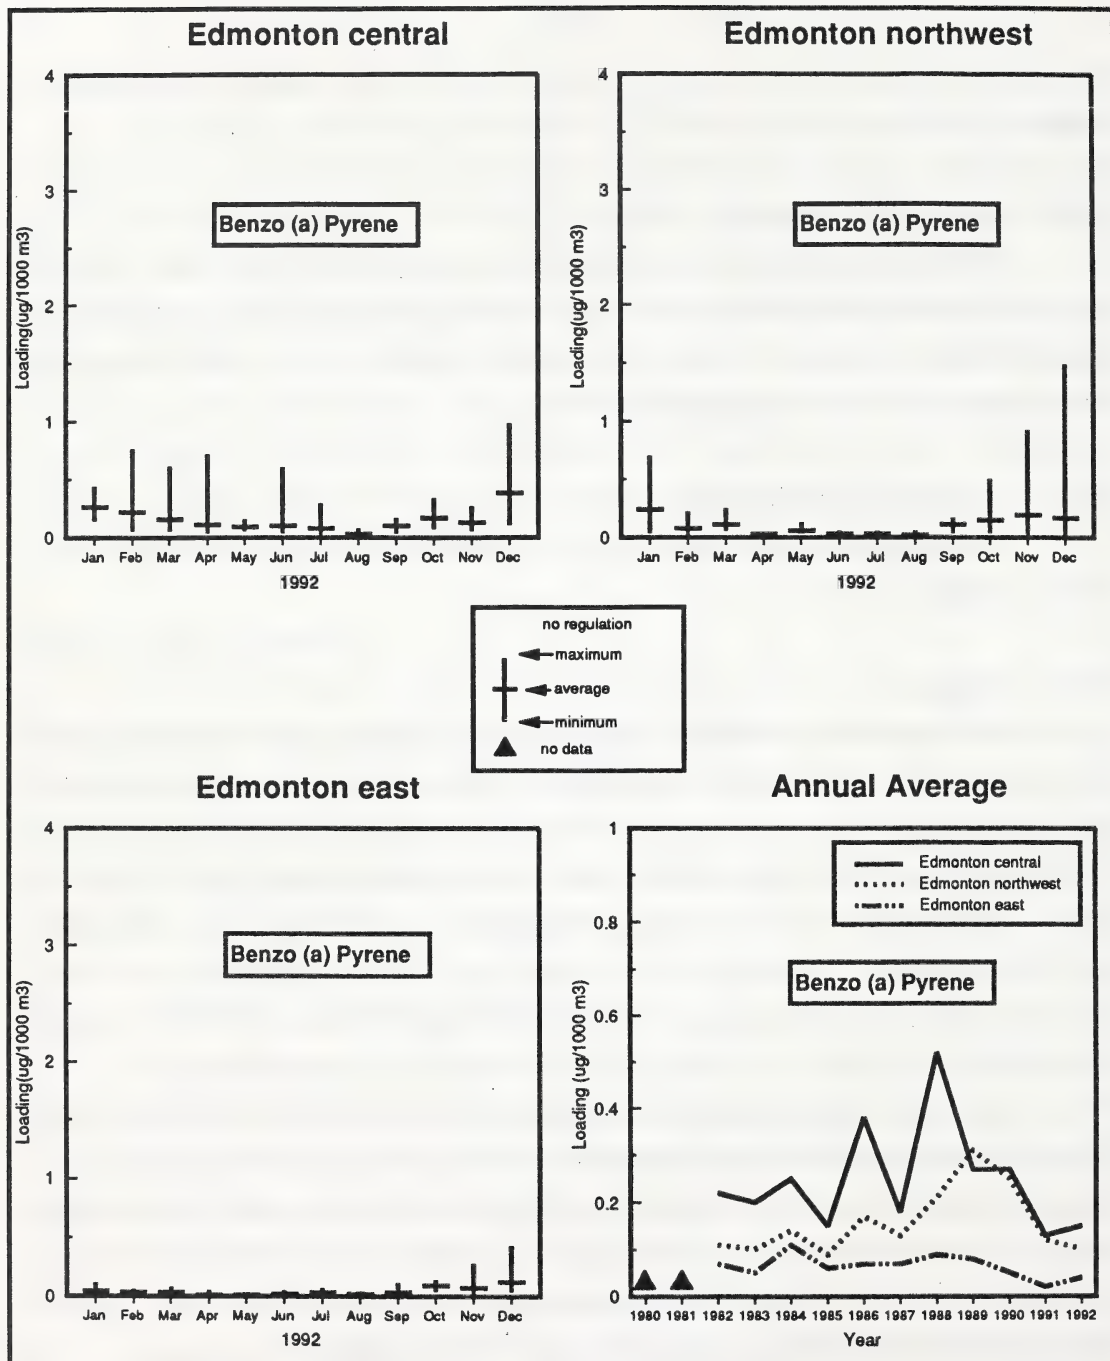 Edmonton central
4
3
2
1
0
Loading(ug/1000 m3)
Benzo (a) Pyrene
Jan Feb Mar Apr May Jun Jul Aug Sep Oct Nov Dec
1992
Edmonton northwest
4
3
2
1
0
Loading(ug/1000 m3)
Benzo (a) Pyrene
Jan Feb Mar Apr May Jun Jul Aug Sep Oct Nov Dec
1992
no regulation
maximum
average
minimum
no data
Edmonton east
4
3
2
1
0
Loading(ug/1000 m3)
Benzo (a) Pyrene
Jan Feb Mar Apr May Jun Jul Aug Sep Oct Nov Dec
1992
Annual Average
1
0.8
0.6
0.4
0.2
0
Loading (ug/1000 m3)
Edmonton central
Edmonton northwest
Edmonton east
Benzo (a) Pyrene
1980 1981 1982 1983 1984 1985 1986 1987 1988 1989 1990 1991 1992
Year